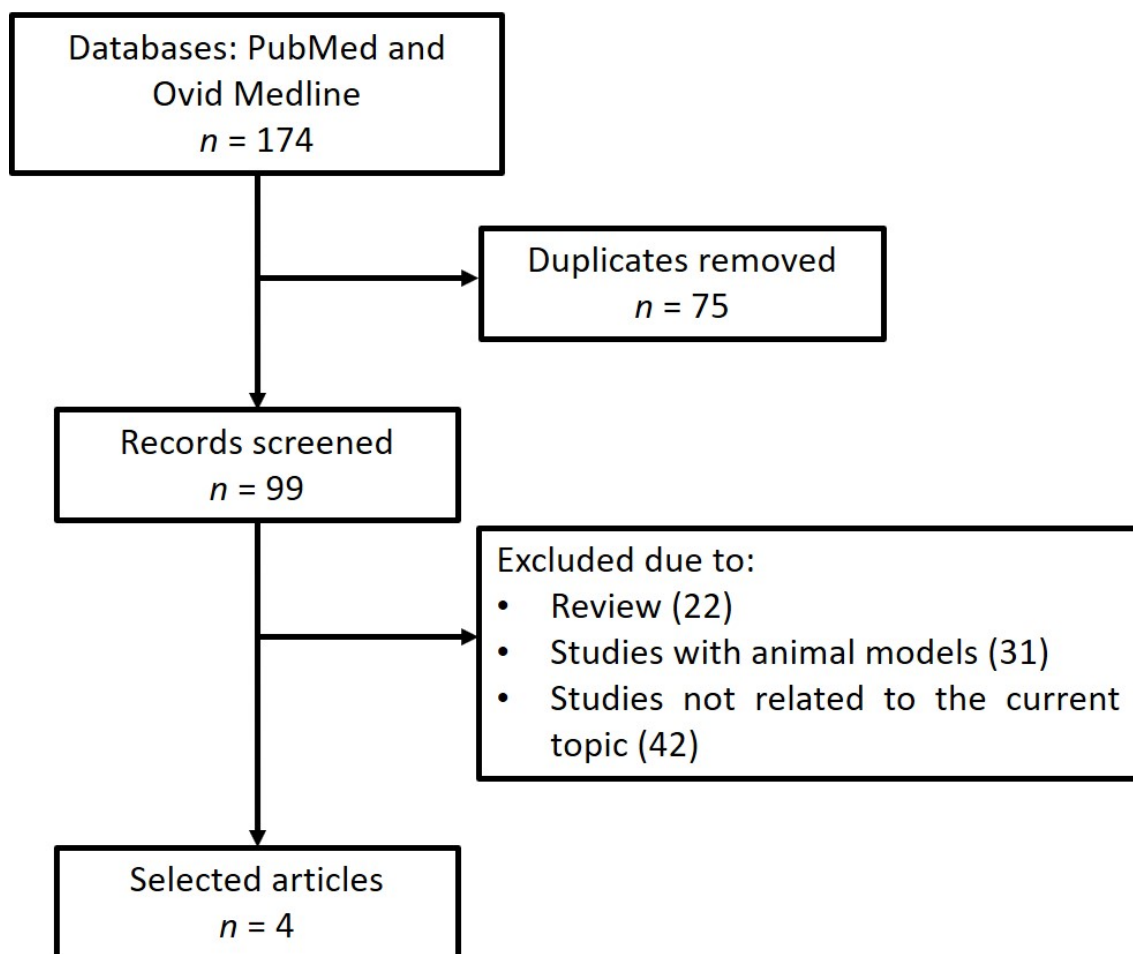 Databases: PubMed and
Ovid Medline
n = 174
Duplicates removed
n = 75
Records screened
n = 99
Excluded due to:
• Review (22)
• Studies with animal models (31)
• Studies not related to the current
topic (42)
Selected articles
n = 4